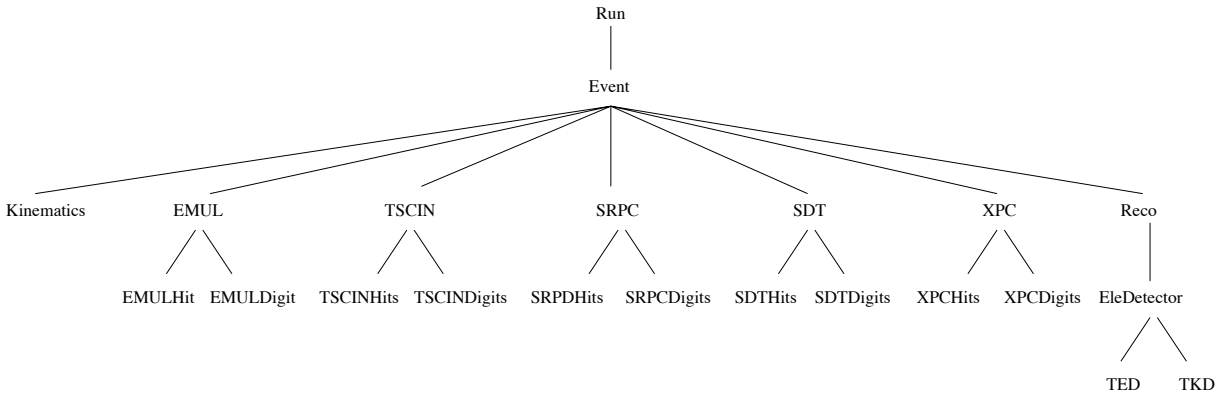 Run
Event
Kinematics EMUL TSCIN SRPC SDT XPC Reco
EMULHit EMULDigit TSCINHits TSCINDigits SRPDHits SRPCDigits SDTHits SDTDigits XPCHits XPCDigits EleDetector
TED TKD